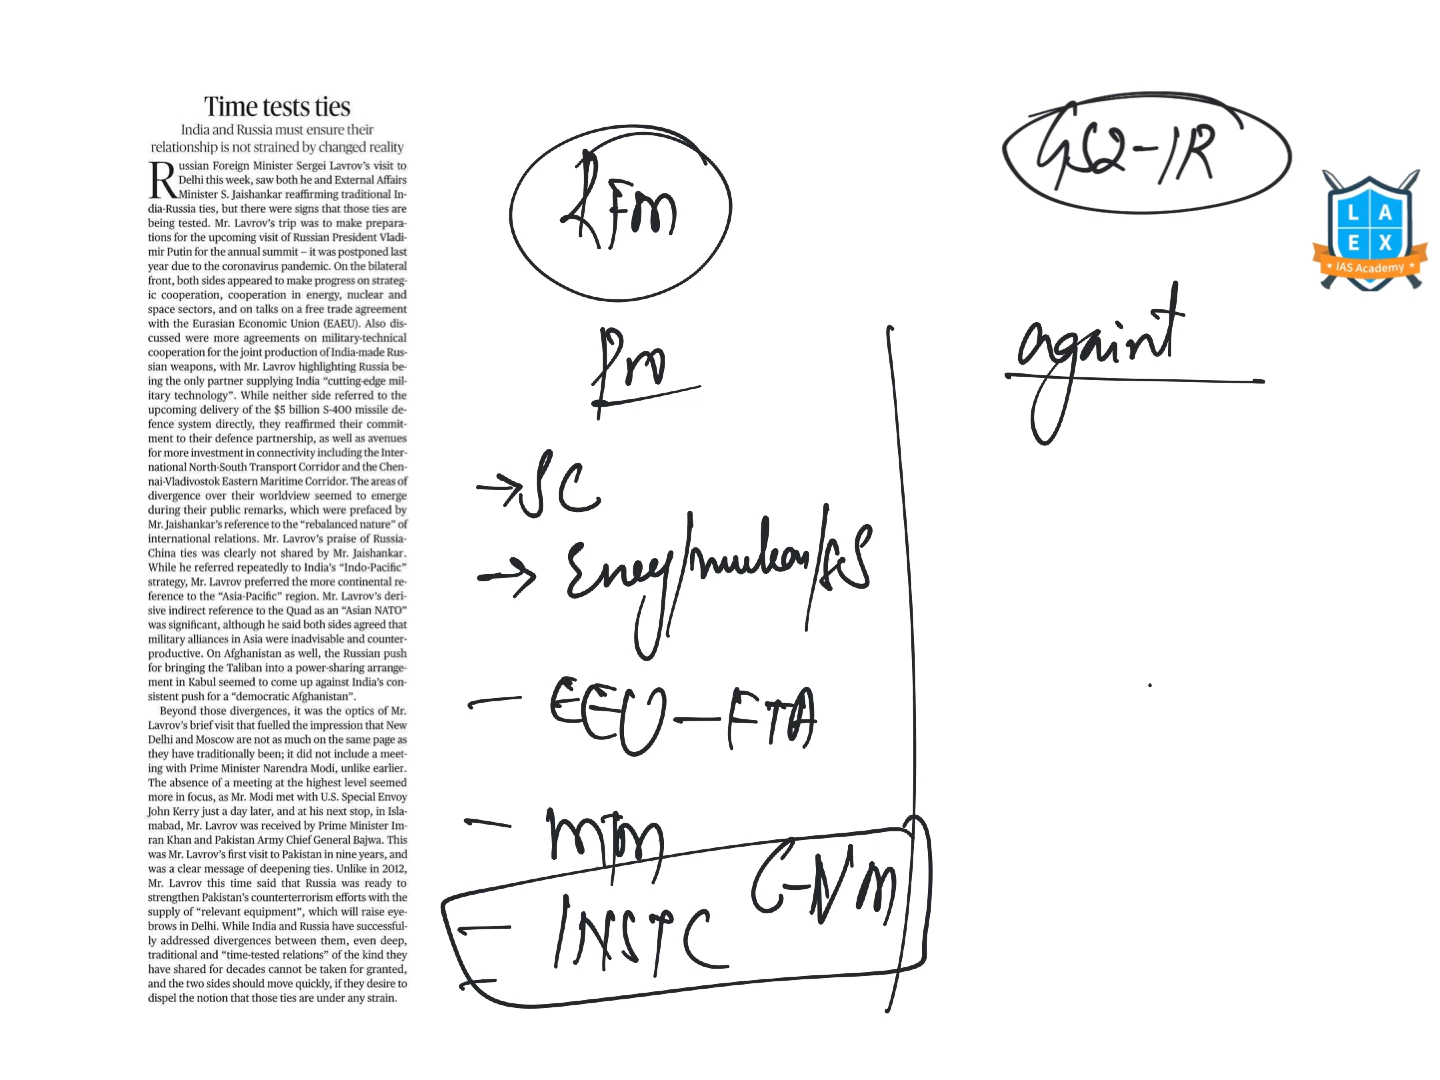 Time tests ties
India and Russia must ensure their
relationship is not strained by changed reality
Russian Foreign Minister Sergei Lavrov's visit to
Delhi this week, saw both he and External Affairs
Minister S. Jaishankar reaffirming traditional In-
dia-Russia ties, but there were signs that those ties are
being tested. Mr. Lavrov's trip was to make prepara-
tions for the upcoming visit of Russian President Vladi-
mir Putin for the annual summit – it was postponed last
year due to the coronavirus pandemic. On the bilateral
front, both sides appeared to make progress on strateg-
ic cooperation, cooperation in energy, nuclear and
space sectors, and on talks on a free trade agreement
with the Eurasian Economic Union (EAEU). Also dis-
cussed were more agreements on military-technical
cooperation for the joint production of India-made Rus-
sian weapons, with Mr. Lavrov highlighting Russia be-
ing the only partner supplying India "cutting-edge mil-
itary technology". While neither side referred to the
upcoming delivery of the $5 billion S-400 missile de-
fence system directly, they reaffirmed their commit-
ment to their defence partnership, as well as avenues
for more investment in connectivity including the Inter-
national North-South Transport Corridor and the Chen-
nai-Vladivostok Eastern Maritime Corridor. The areas of
divergence over their worldview seemed to emerge
during their public remarks, which were prefaced by
Mr. Jaishankar's reference to the "rebalanced nature" of
international relations. Mr. Lavrov's praise of Russia-
China ties was clearly not shared by Mr. Jaishankar.
While he referred repeatedly to India's "Indo-Pacific"
strategy, Mr. Lavrov preferred the more continental re-
ference to the "Asia-Pacific" region. Mr. Lavrov's deri-
sive indirect reference to the Quad as an "Asian NATO"
was significant, although he said both sides agreed that
military alliances in Asia were inadvisable and counter-
productive. On Afghanistan as well, the Russian push
for bringing the Taliban into a power-sharing arrange-
ment in Kabul seemed to come up against India's con-
sistent push for a "democratic Afghanistan".
Beyond those divergences, it was the optics of Mr.
Lavrov's brief visit that fuelled the impression that New
Delhi and Moscow are not as much on the same page as
they have traditionally been; it did not include a meet-
ing with Prime Minister Narendra Modi, unlike earlier.
The absence of a meeting at the highest level seemed
more in focus, as Mr. Modi met with U.S. Special Envoy
John Kerry just a day later, and at his next stop, in Isla-
mabad, Mr. Lavrov was received by Prime Minister Im-
ran Khan and Pakistan Army Chief General Bajwa. This
was Mr. Lavrov's first visit to Pakistan in nine years, and
was a clear message of deepening ties. Unlike in 2012,
Mr. Lavrov this time said that Russia was ready to
strengthen Pakistan's counterterrorism efforts with the
supply of "relevant equipment", which will raise eye-
brows in Delhi. While India and Russia have successful-
ly addressed divergences between them, even deep,
traditional and "time-tested relations" of the kind they
have shared for decades cannot be taken for granted,
and the two sides should move quickly, if they desire to
dispel the notion that those ties are under any strain.
RFM
Pro
→ SC
→ /nuclear/
— EEU — FTA
— INSTC
GS2-IR
LA
EX
IAS Academy
againt